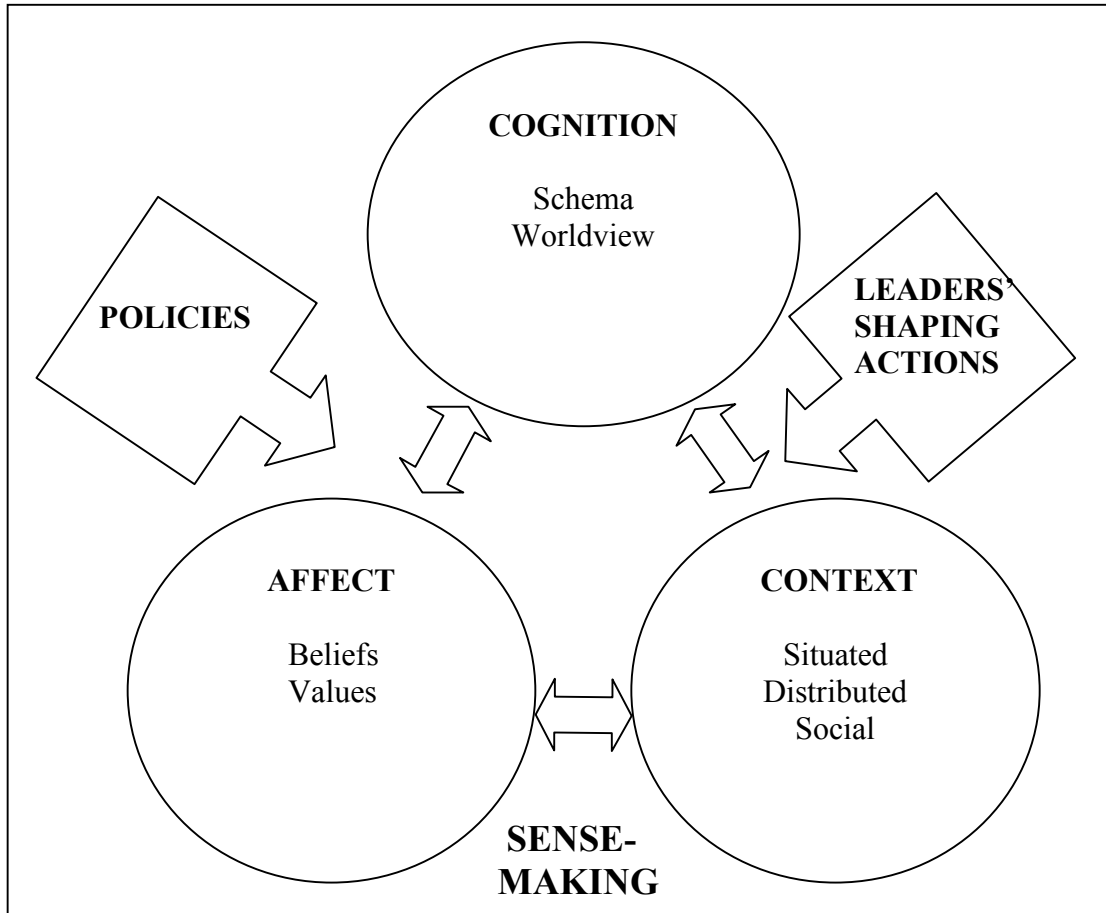 COGNITION
Schema
Worldview
POLICIES
LEADERS’
SHAPING
ACTIONS
AFFECT
Beliefs
Values
CONTEXT
Situated
Distributed
Social
SENSE-
MAKING